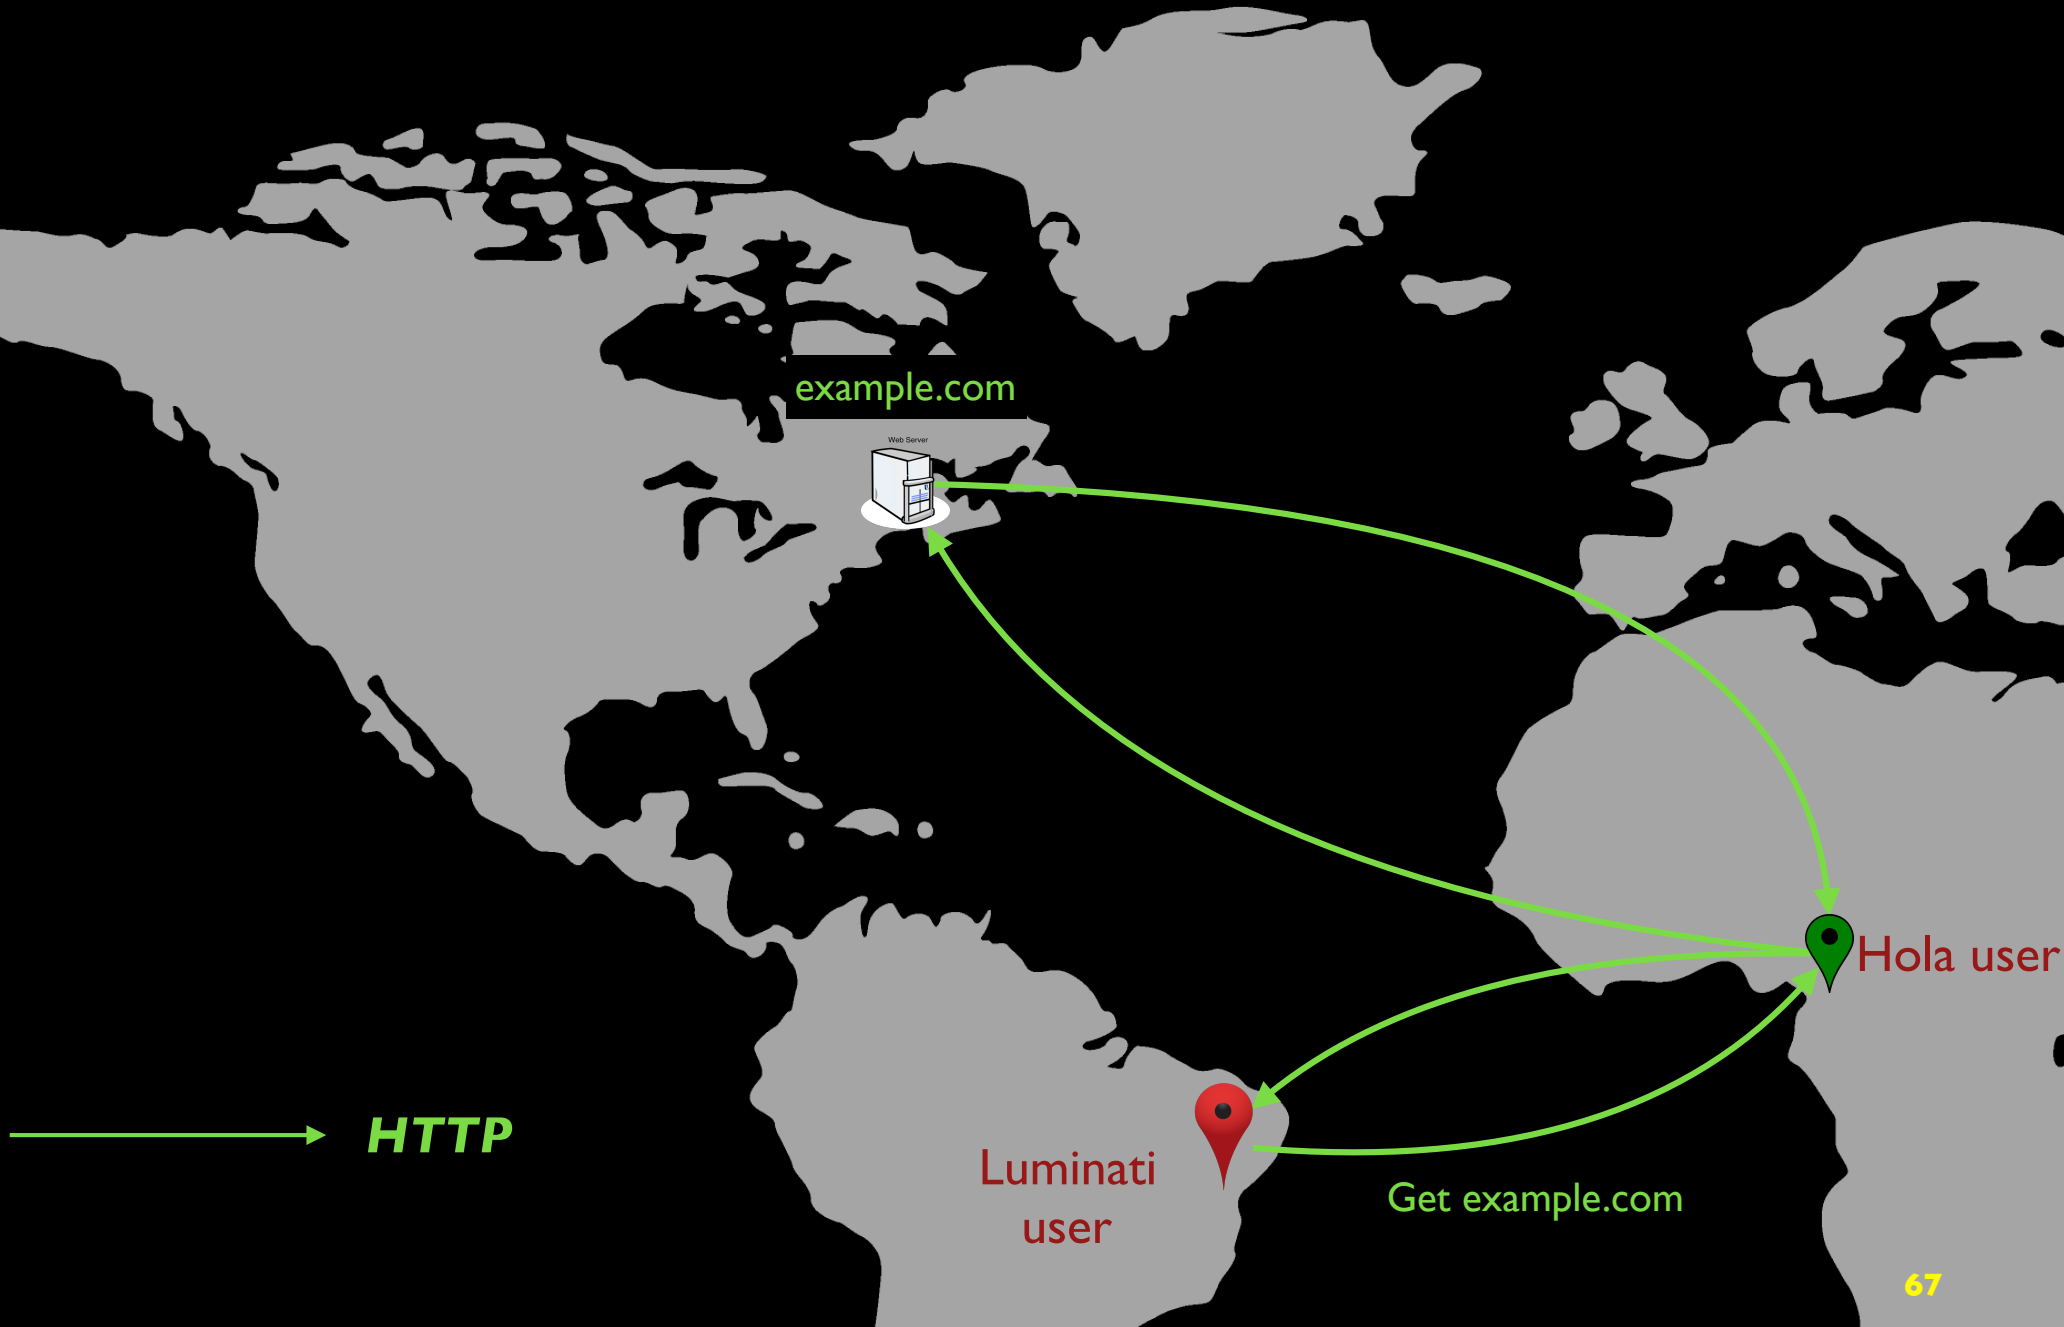 example.com
Web Server
Hola user
HTTP
Luminati
user
Get example.com
67